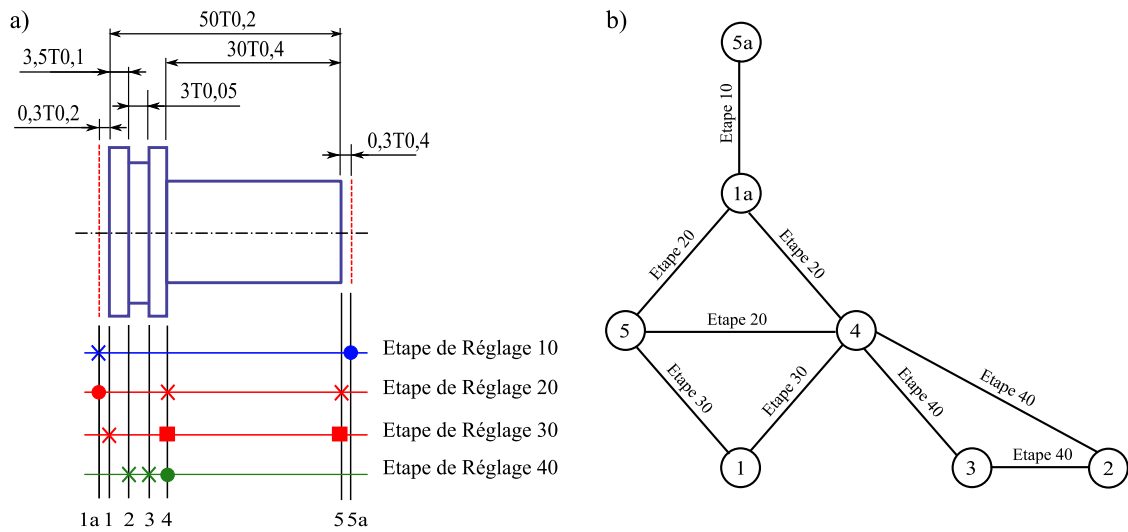 a)
50T0,2
30T0,4
3,5T0,1
3T0,05
0,3T0,2
0,3T0,4
Etape de Réglage 10
Etape de Réglage 20
Etape de Réglage 30
Etape de Réglage 40
1a 1 2 3 4 5 5a
b)
5a
Etape 10
1a
Etape 20
Etape 20
5
Etape 20
4
Etape 30
Etape 30
Etape 40
Etape 40
1
3
Etape 40
2